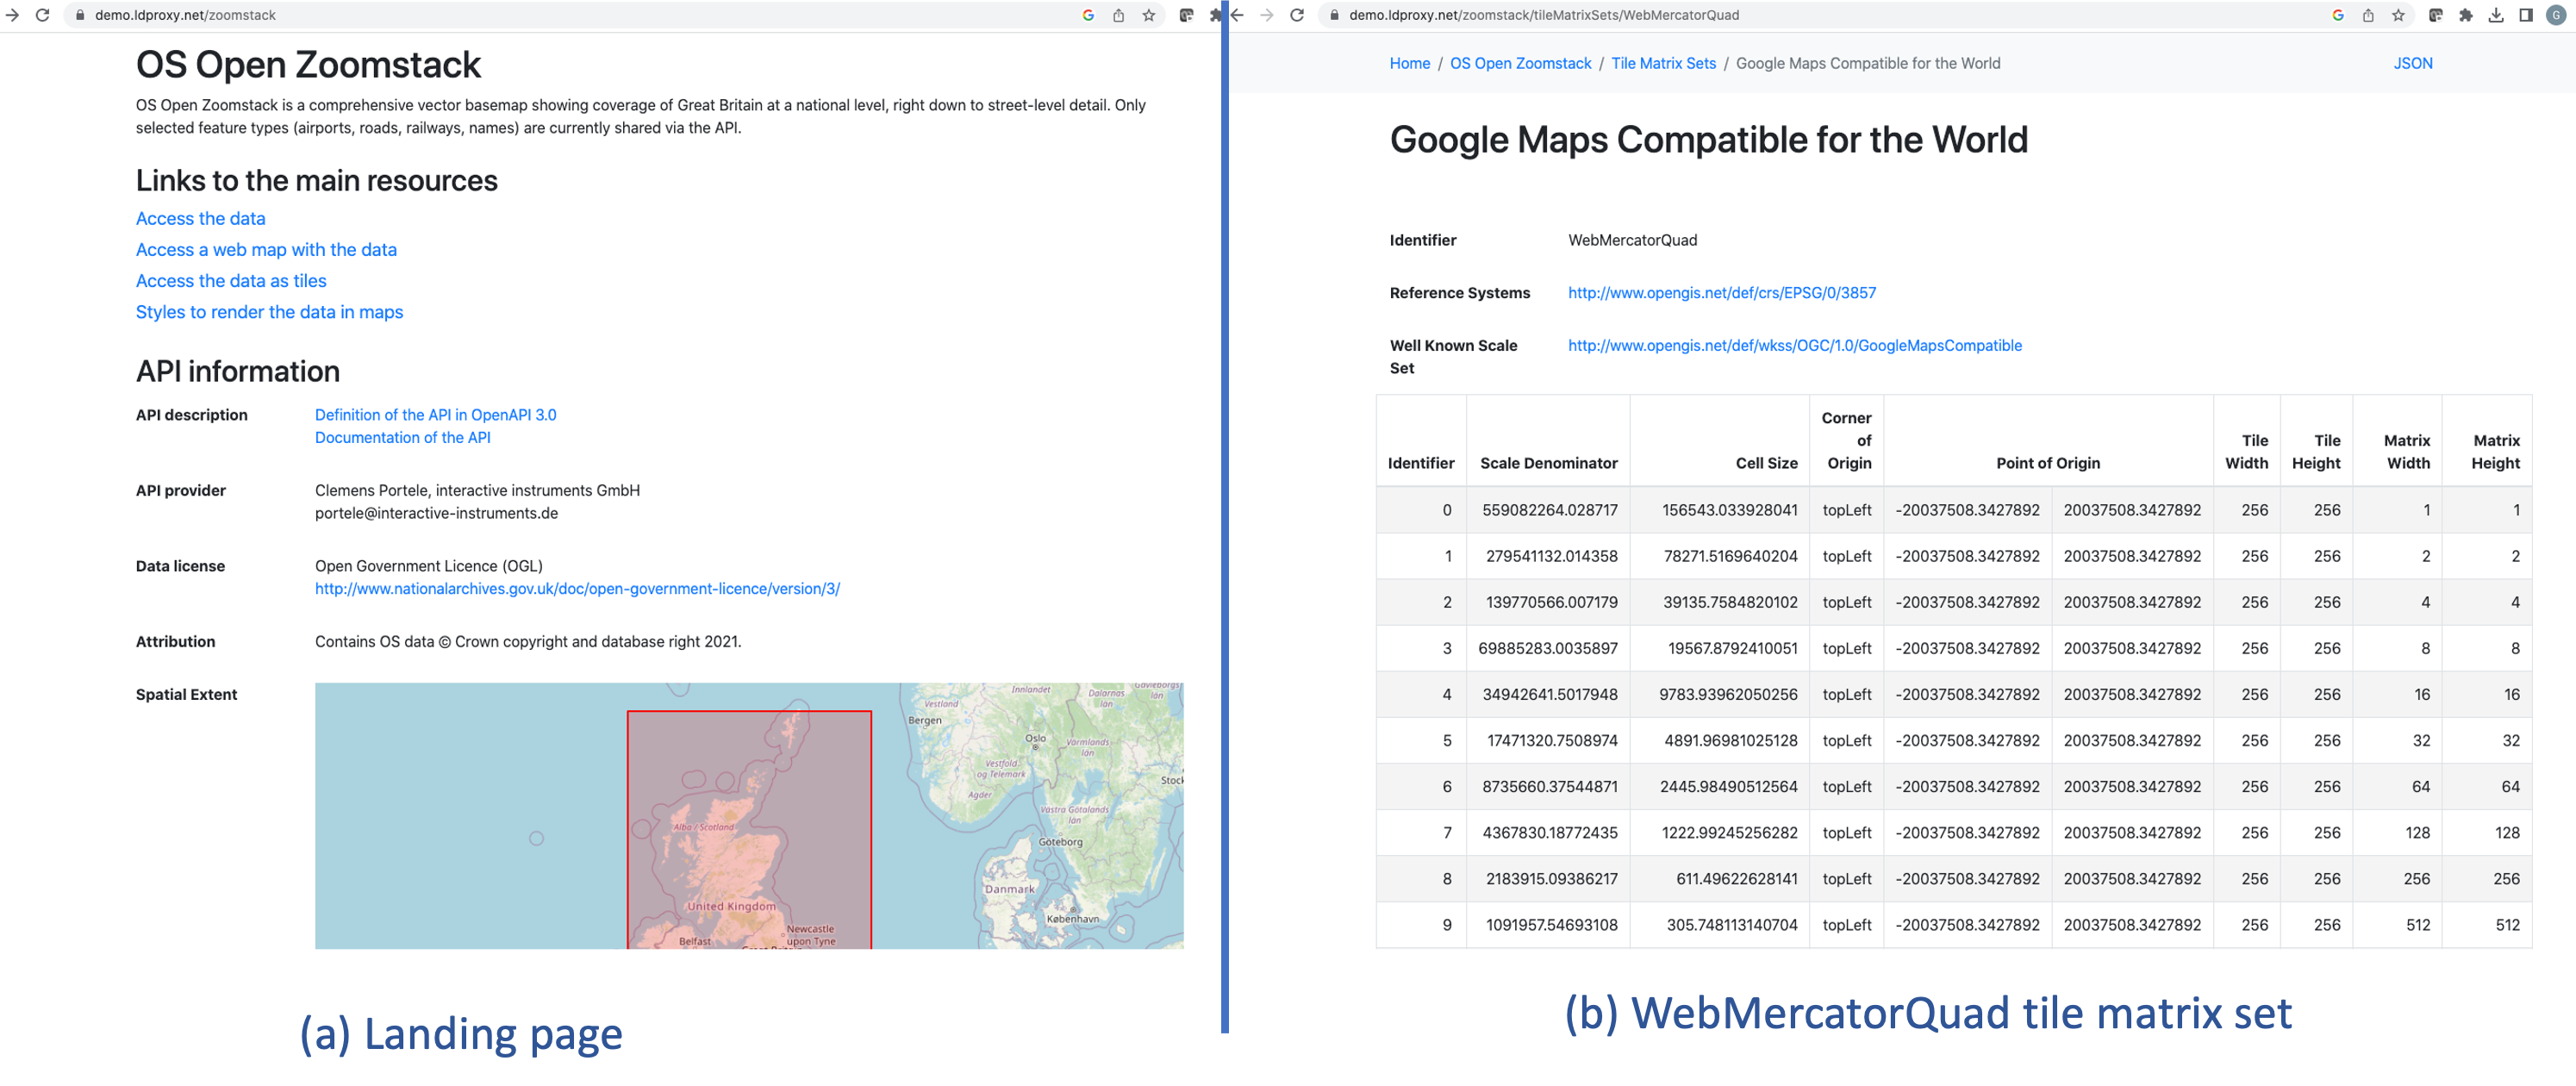 demo.ldproxy.net/zoomstack
OS Open Zoomstack
OS Open Zoomstack is a comprehensive vector basemap showing coverage of Great Britain at a national level, right down to street-level detail. Only
selected feature types (airports, roads, railways, names) are currently shared via the API.
Links to the main resources
Access the data
Access a web map with the data
Access the data as tiles
Styles to render the data in maps
API information
API description
Definition of the API in OpenAPI 3.0
Documentation of the API
API provider
Clemens Portele, interactive instruments GmbH
portele@interactive-instruments.de
Data license
Open Government Licence (OGL)
http://www.nationalarchives.gov.uk/doc/open-government-licence/version/3/
Attribution
Contains OS data © Crown copyright and database right 2021.
Spatial Extent
Innlandet
Dalarnas
län
Gävleborgs
län
Vestland
Bergen
Oslo
Värmlands
län
Vestfold
og Telemark
Stock
Agder
Västra Götalands
län
Alba / Scotland
Göteborg
Danmark
United Kingdom
København
Newcastle
upon Tyne
Belfast
(a) Landing page
demo.ldproxy.net/zoomstack/tileMatrixSets/WebMercatorQuad
G
Home / OS Open Zoomstack / Tile Matrix Sets / Google Maps Compatible for the World
JSON
Google Maps Compatible for the World
Identifier WebMercatorQuad
Reference Systems http://www.opengis.net/def/crs/EPSG/0/3857
Well Known Scale
Set
http://www.opengis.net/def/wkss/OGC/1.0/GoogleMapsCompatible
Identifier Scale Denominator Cell Size Corner of Origin Point of Origin Tile Width Tile Height Matrix Width Matrix Height
0 559082264.028717 156543.033928041 topLeft -20037508.3427892 20037508.3427892 256 256 1 1
1 279541132.014358 78271.5169640204 topLeft -20037508.3427892 20037508.3427892 256 256 2 2
2 139770566.007179 39135.7584820102 topLeft -20037508.3427892 20037508.3427892 256 256 4 4
3 69885283.0035897 19567.8792410051 topLeft -20037508.3427892 20037508.3427892 256 256 8 8
4 34942641.5017948 9783.93962050256 topLeft -20037508.3427892 20037508.3427892 256 256 16 16
5 17471320.7508974 4891.96981025128 topLeft -20037508.3427892 20037508.3427892 256 256 32 32
6 8735660.37544871 2445.98490512564 topLeft -20037508.3427892 20037508.3427892 256 256 64 64
7 4367830.18772435 1222.99245256282 topLeft -20037508.3427892 20037508.3427892 256 256 128 128
8 2183915.09386217 611.49622628141 topLeft -20037508.3427892 20037508.3427892 256 256 256 256
9 1091957.54693108 305.748113140704 topLeft -20037508.3427892 20037508.3427892 256 256 512 512
(b) WebMercatorQuad tile matrix set